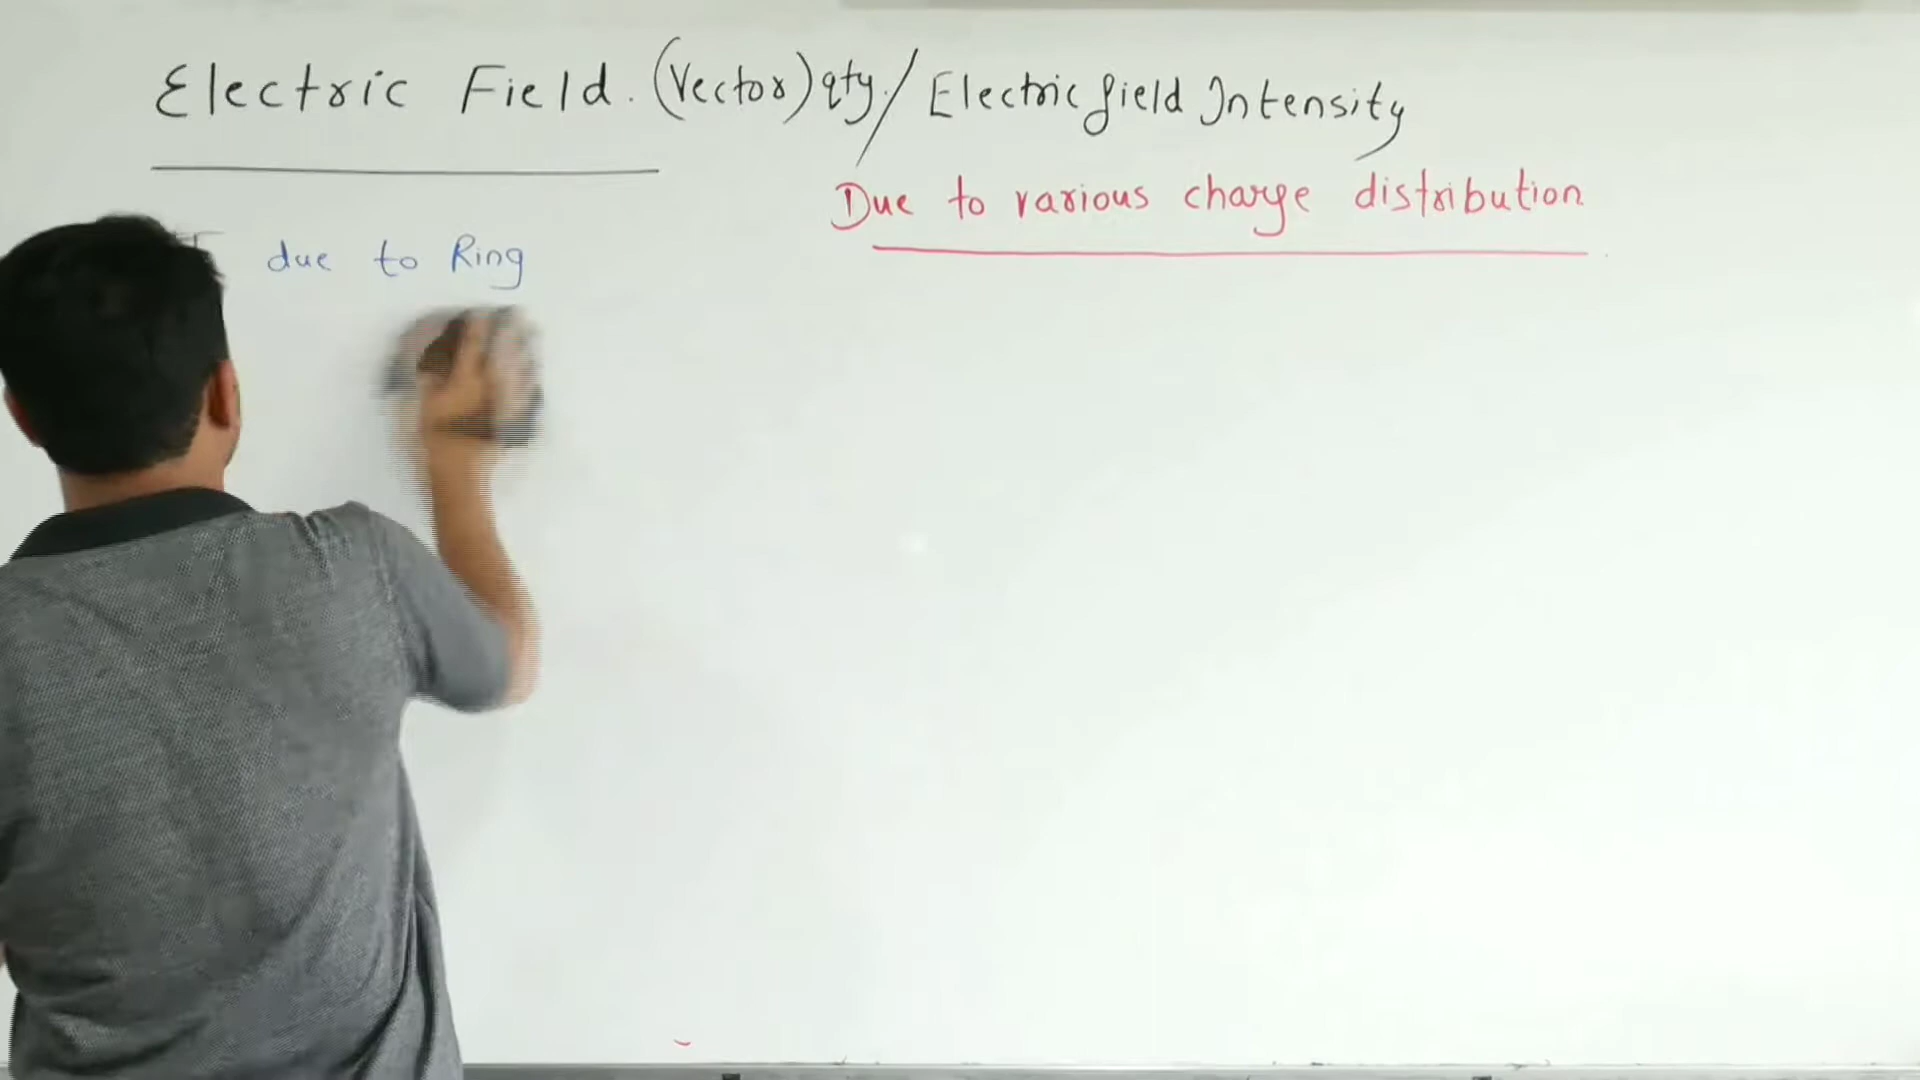 Electric Field. (Vector) qty. / Electric field Intensity
Due to various charge distribution
due to Ring